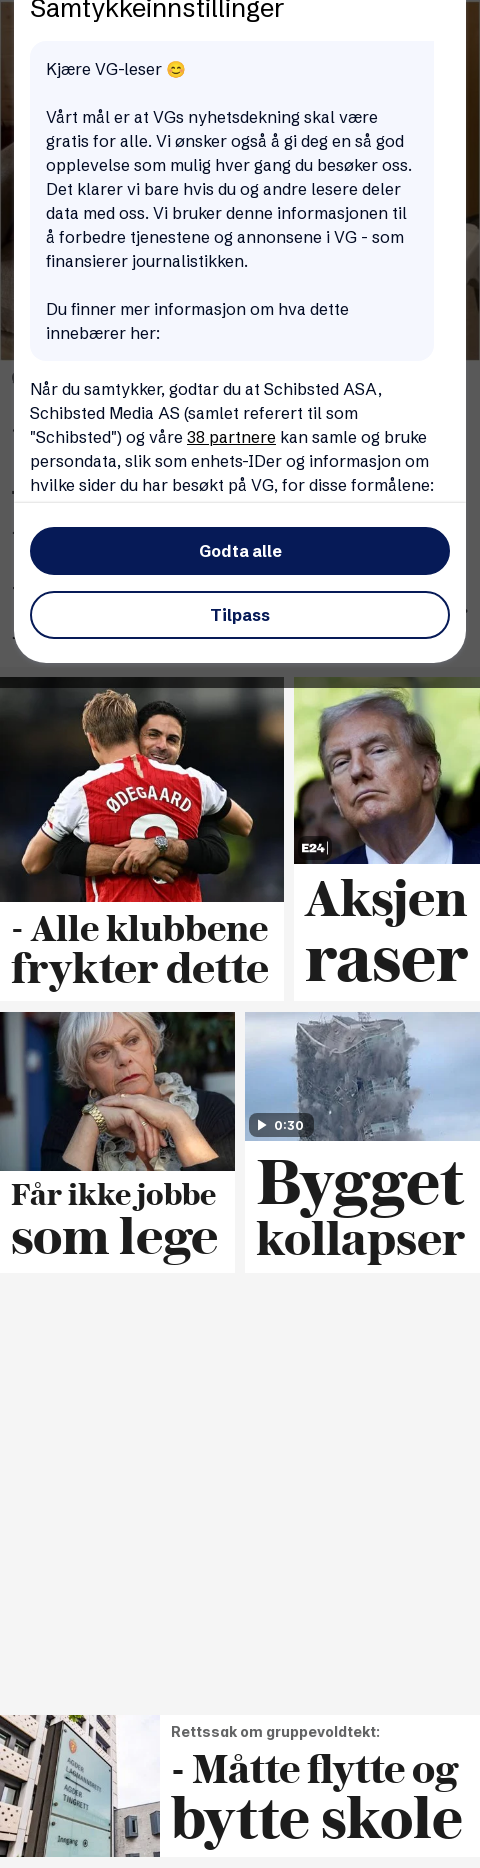 Samtykkeinnstillinger
Kjære VG-leser 😊
Vårt mål er at VGs nyhetsdekning skal være
gratis for alle. Vi ønsker også å gi deg en så god
opplevelse som mulig hver gang du besøker oss.
Det klarer vi bare hvis du og andre lesere deler
data med oss. Vi bruker denne informasjonen til
å forbedre tjenestene og annonsene i VG - som
finansierer journalistikken.
Du finner mer informasjon om hva dette
innebærer her:
Når du samtykker, godtar du at Schibsted ASA,
Schibsted Media AS (samlet referert til som
"Schibsted") og våre 38 partnere kan samle og bruke
persondata, slik som enhets-IDer og informasjon om
hvilke sider du har besøkt på VG, for disse formålene:
Godta alle
Tilpass
ØDEGAARD
8
- Alle klubbene
frykter dette
E24
Aksjen
raser
Får ikke jobbe
som lege
0:30
Bygget
kollapser
AGDER
LAGMANNSRETT
AGDER
TINGRETT
Inngang
Rettssak om gruppevoldtekt:
- Måtte flytte og
bytte skole